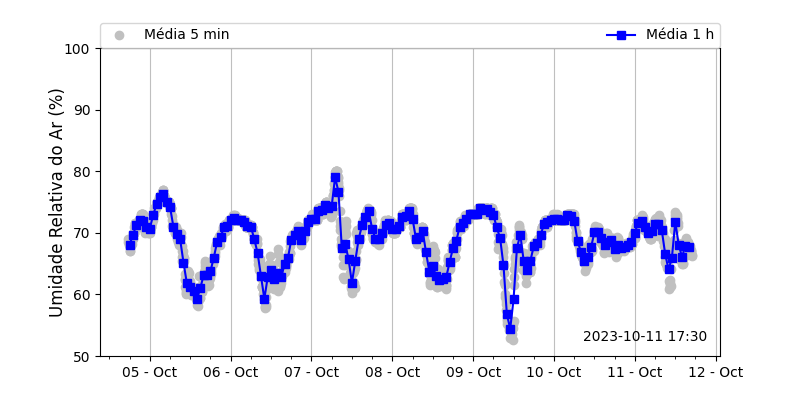 Média 5 min
Média 1 h
Umidade Relativa do Ar (%)
100
90
80
70
60
50
2023-10-11 17:30
05 - Oct
06 - Oct
07 - Oct
08 - Oct
09 - Oct
10 - Oct
11 - Oct
12 - Oct